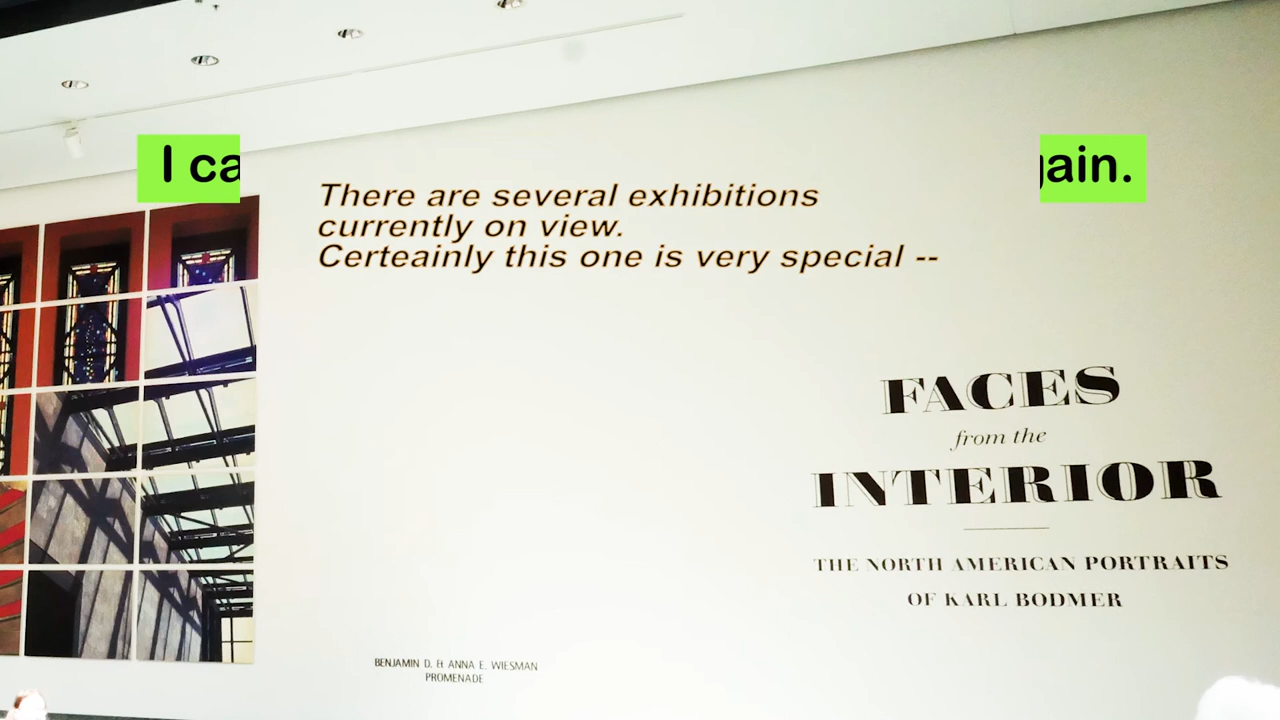 I ca
There are several exhibitions
currently on view.
Certeainly this one is very special --
FACES
from the
INTERIOR
THE NORTH AMERICAN PORTRAITS
OF KARL BODMER
BENJAMIN D. & ANNA E. WIESMAN
PROMENADE